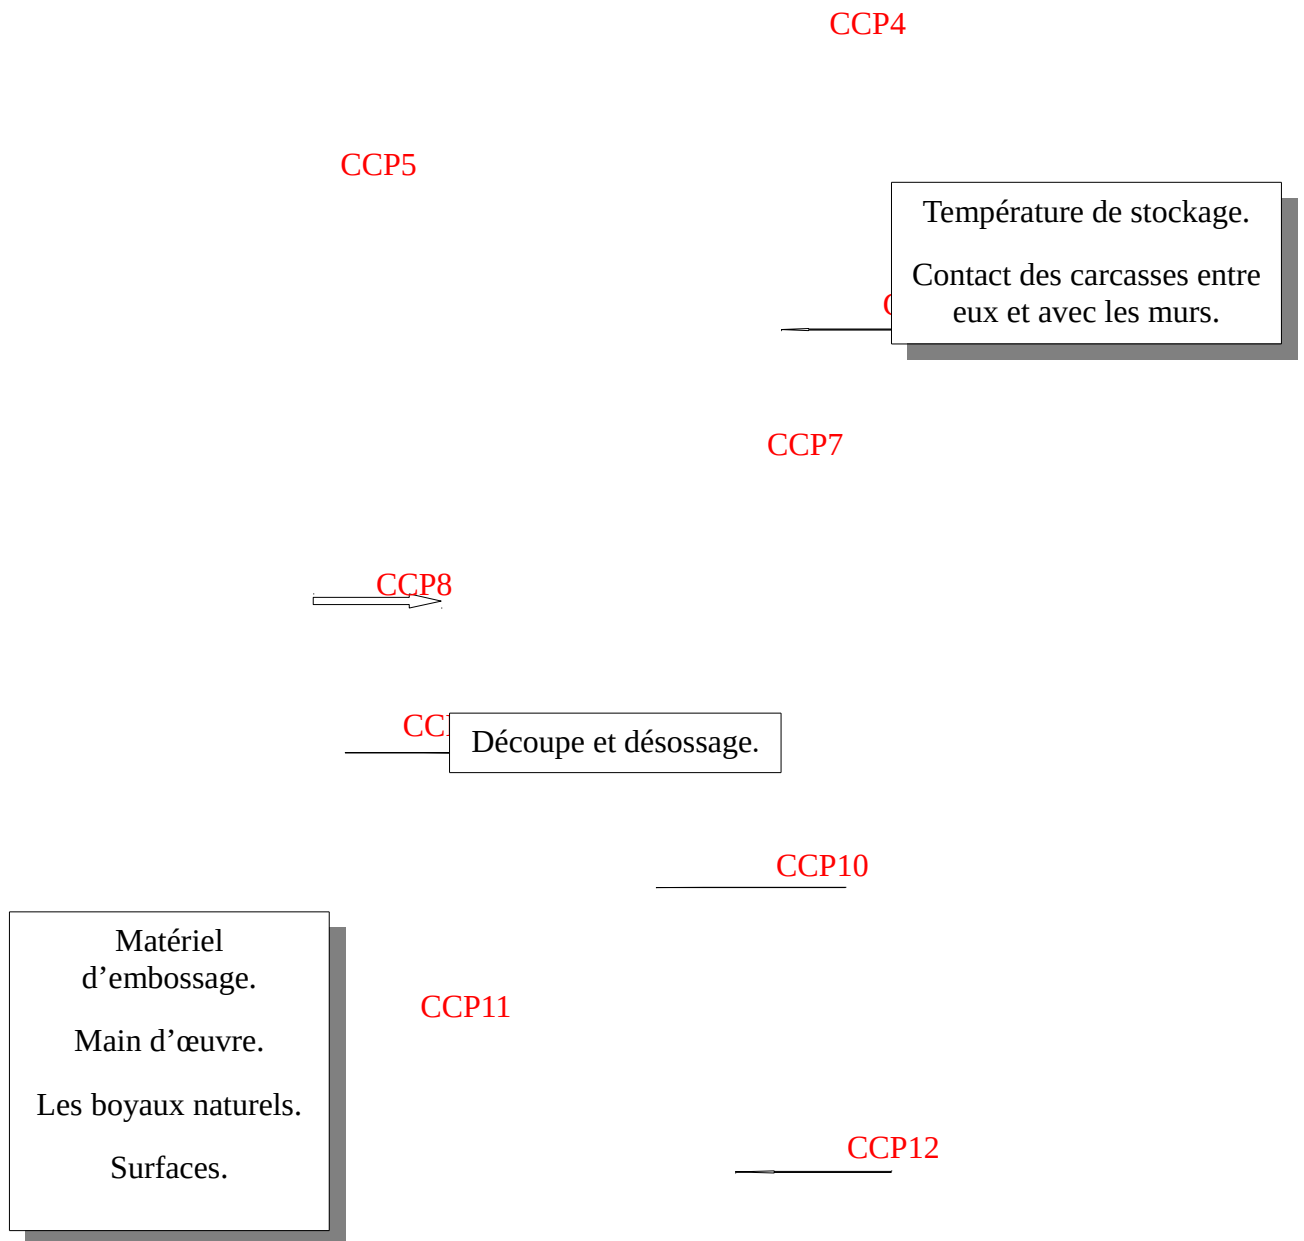 CCP4
CCP5
Température de stockage.
Contact des carcasses entre
eux et avec les murs.
CCP7
CCP8
Découpe et désossage.
CCP10
Matériel
d’embossage.
Main d’œuvre.
Les boyaux naturels.
Surfaces.
CCP11
CCP12